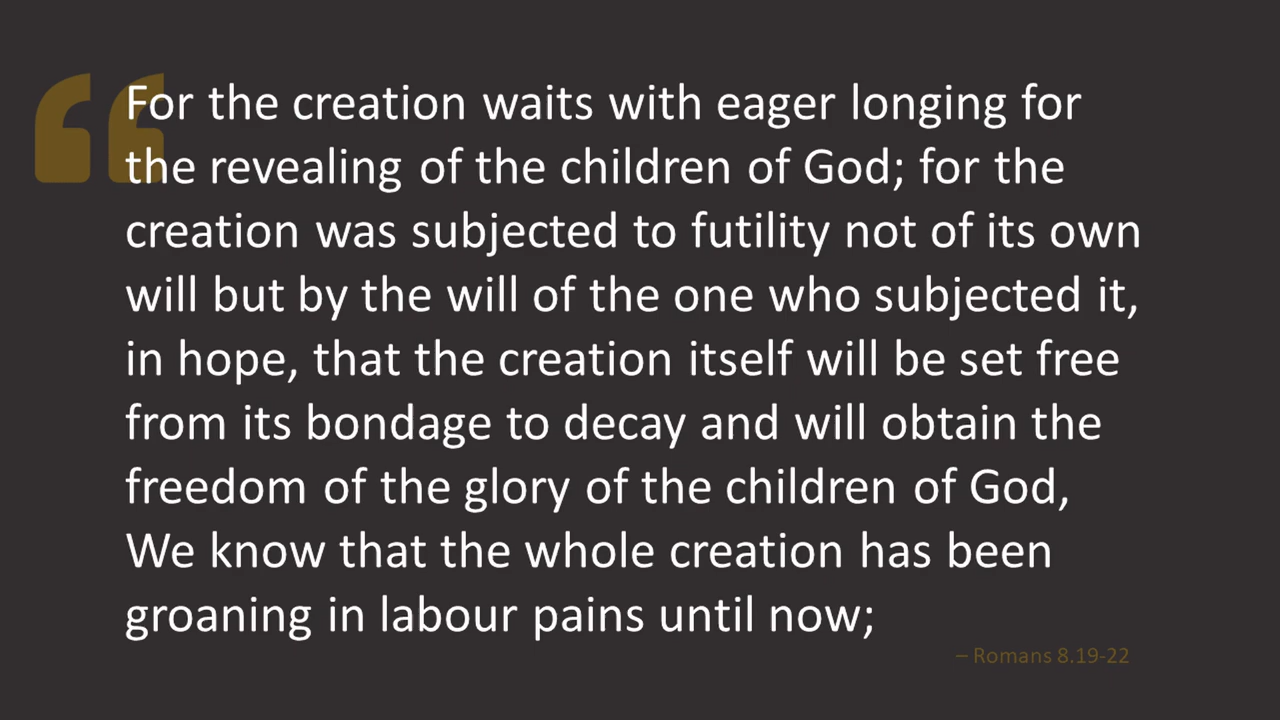 “
For the creation waits with eager longing for
the revealing of the children of God; for the
creation was subjected to futility not of its own
will but by the will of the one who subjected it,
in hope, that the creation itself will be set free
from its bondage to decay and will obtain the
freedom of the glory of the children of God,
We know that the whole creation has been
groaning in labour pains until now;
– Romans 8.19-22